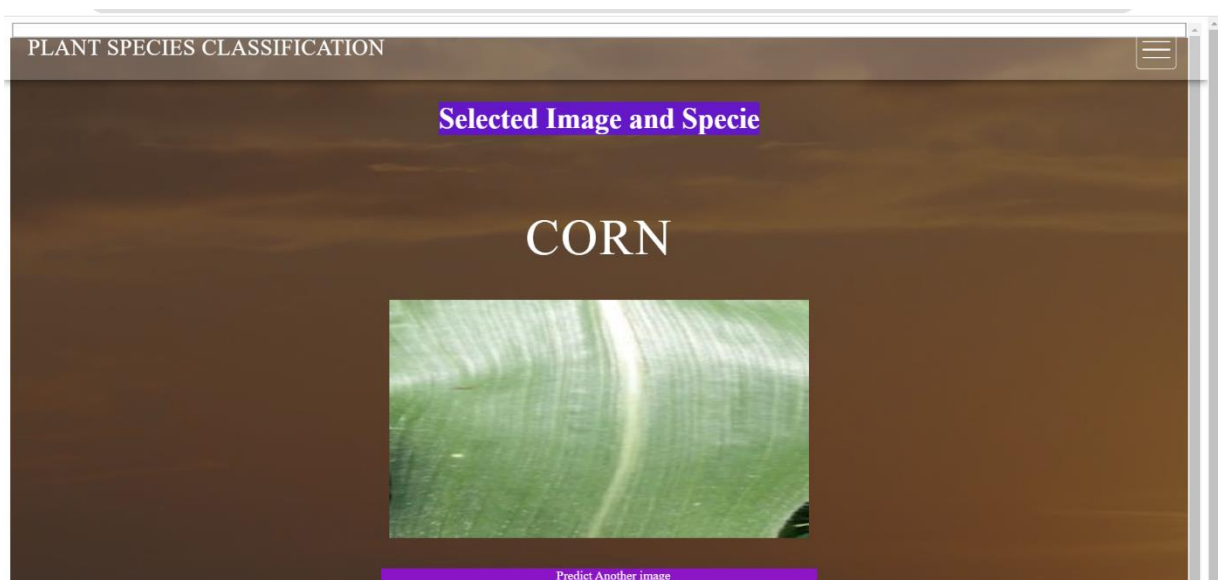 PLANT SPECIES CLASSIFICATION
Selected Image and Specie
CORN
Predict Another image